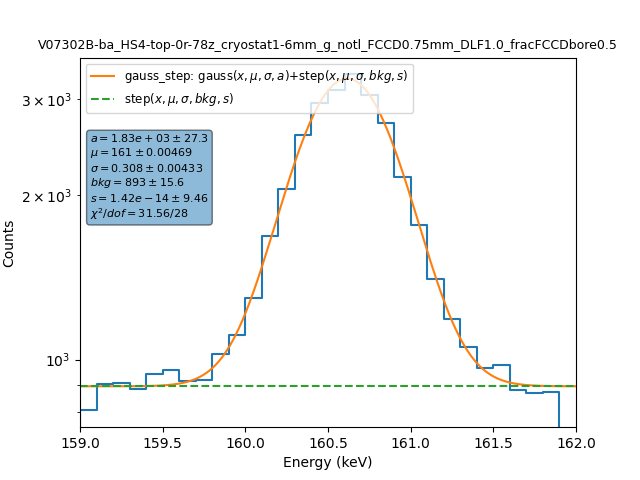 V07302B-ba_HS4-top-0r-78z_cryostat1-6mm_g_notl_FCCD0.75mm_DLF1.0_fracFCCDbore0.5
gauss_step: gauss(x, μ, σ, a)+step(x, μ, σ, bkg, s)
step(x, μ, σ, bkg, s)
a = 1.83e + 03 ± 27.3
μ = 161 ± 0.00469
σ = 0.308 ± 0.00433
bkg = 893 ± 15.6
s = 1.42e − 14 ± 9.46
χ²/dof = 31.56/28
3 × 10³
2 × 10³
10³
Counts
159.0 159.5 160.0 160.5 161.0 161.5 162.0
Energy (keV)